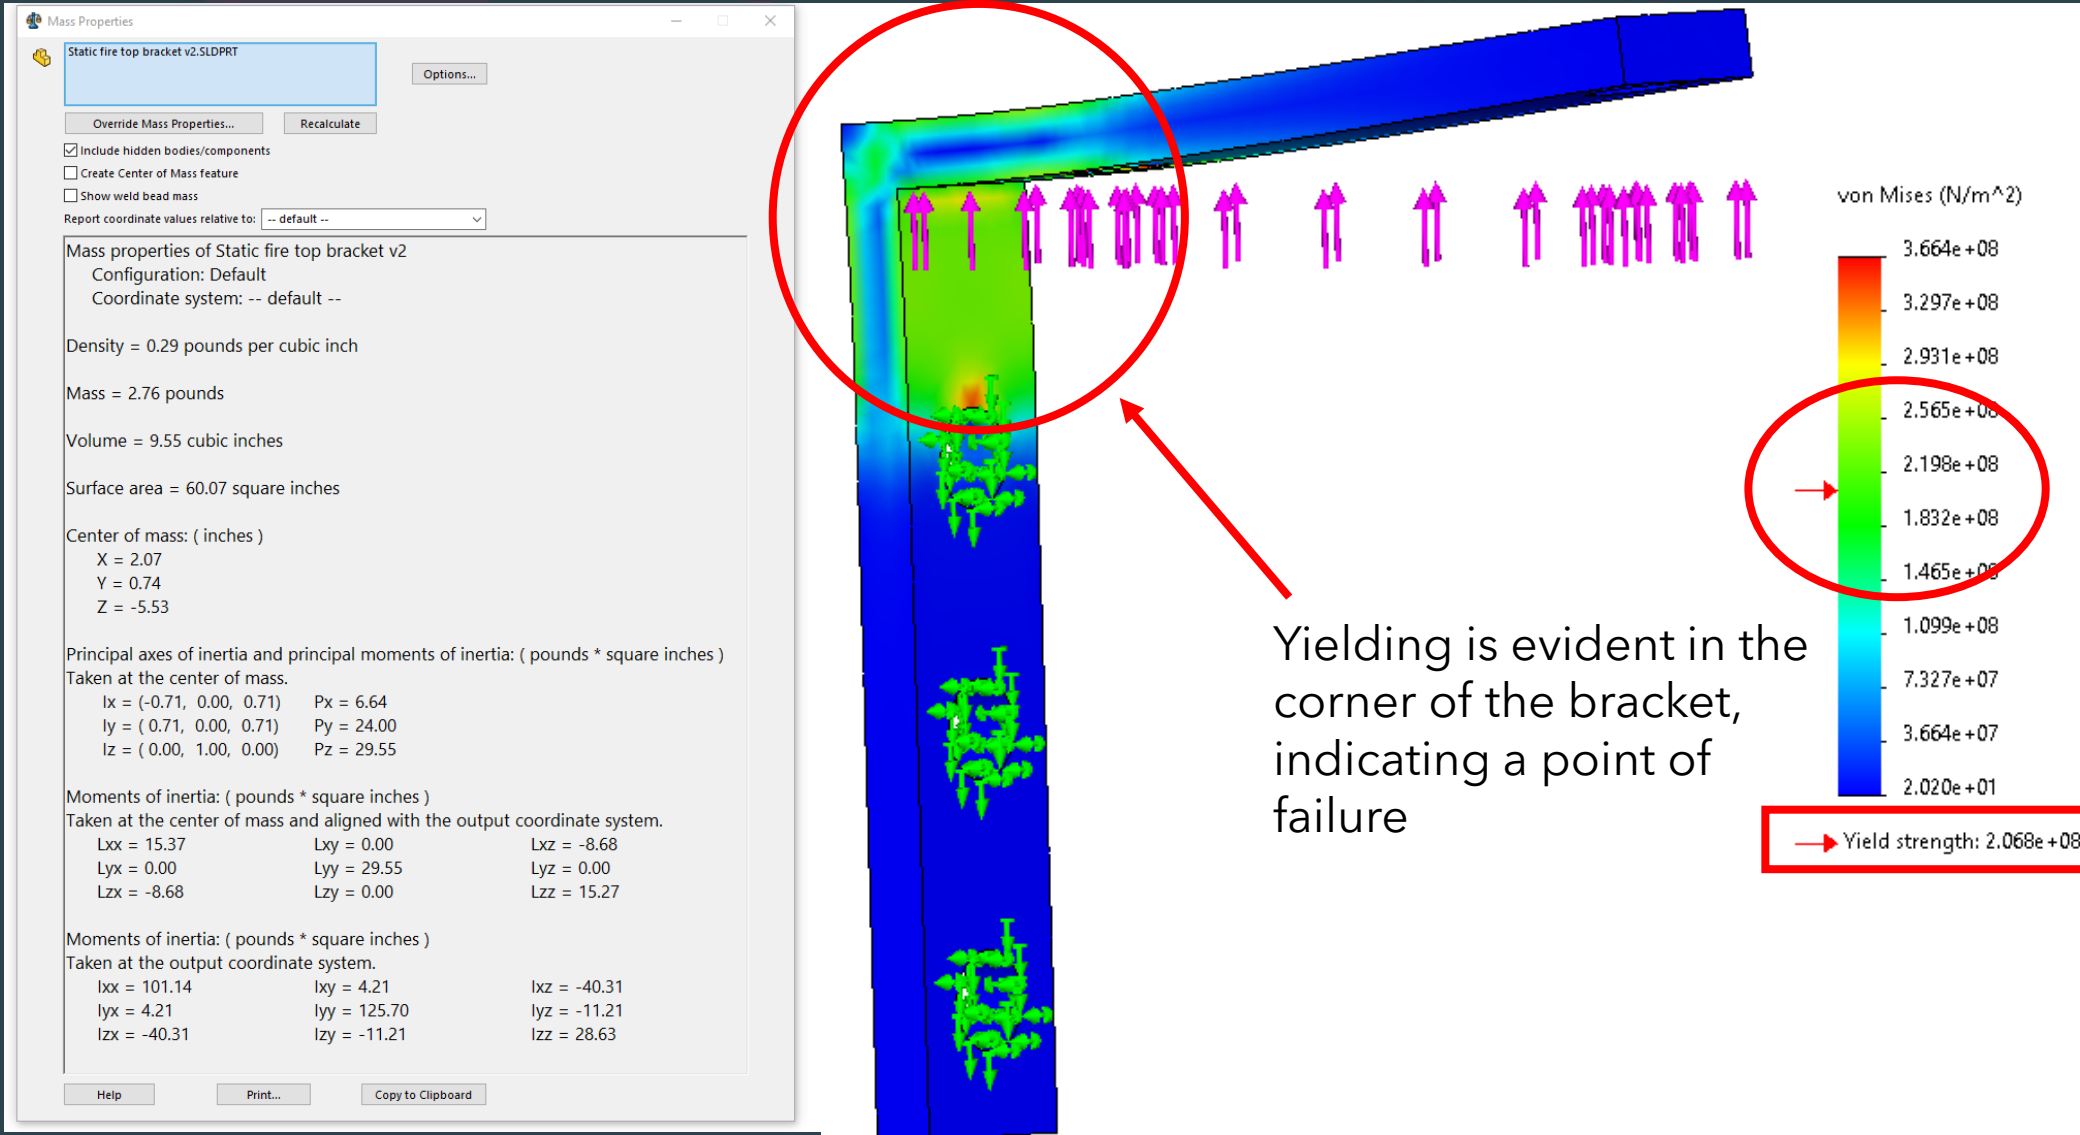 Mass Properties
Static fire top bracket v2.SLDPRT
Options...
Override Mass Properties...
Recalculate
Include hidden bodies/components
Create Center of Mass feature
Show weld bead mass
Report coordinate values relative to: -- default --
Mass properties of Static fire top bracket v2
Configuration: Default
Coordinate system: -- default --
Density = 0.29 pounds per cubic inch
Mass = 2.76 pounds
Volume = 9.55 cubic inches
Surface area = 60.07 square inches
Center of mass: ( inches )
X = 2.07
Y = 0.74
Z = -5.53
Principal axes of inertia and principal moments of inertia: ( pounds * square inches )
Taken at the center of mass.
Ix = (-0.71, 0.00, 0.71) Px = 6.64
Iy = ( 0.71, 0.00, 0.71) Py = 24.00
Iz = ( 0.00, 1.00, 0.00) Pz = 29.55
Moments of inertia: ( pounds * square inches )
Taken at the center of mass and aligned with the output coordinate system.
Lxx = 15.37 Lxy = 0.00 Lxz = -8.68
Lyx = 0.00 Lyy = 29.55 Lyz = 0.00
Lzx = -8.68 Lzy = 0.00 Lzz = 15.27
Moments of inertia: ( pounds * square inches )
Taken at the output coordinate system.
Ixx = 101.14 Ixy = 4.21 Ixz = -40.31
Iyx = 4.21 Iyy = 125.70 Iyz = -11.21
Izx = -40.31 Izy = -11.21 Izz = 28.63
Help
Print...
Copy to Clipboard
Yielding is evident in the
corner of the bracket,
indicating a point of
failure
von Mises (N/m^2)
3.664e+08
3.297e+08
2.931e+08
2.565e+08
2.198e+08
1.832e+08
1.465e+08
1.099e+08
7.327e+07
3.664e+07
2.020e+01
Yield strength: 2.068e+08